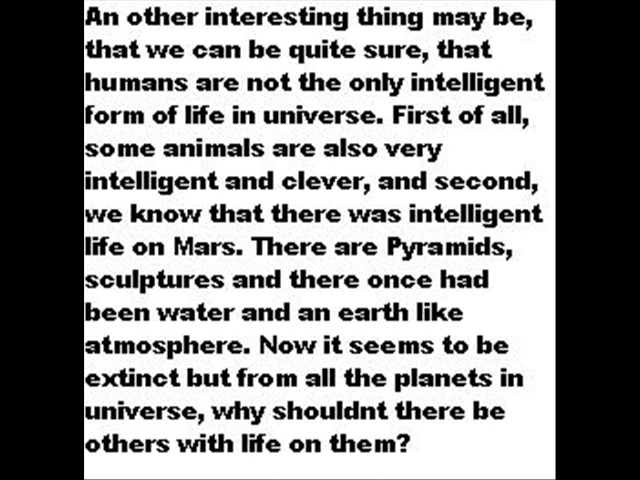 An other interesting thing may be,
that we can be quite sure, that
humans are not the only intelligent
form of life in universe. First of all,
some animals are also very
intelligent and clever, and second,
we know that there was intelligent
life on Mars. There are Pyramids,
sculptures and there once had
been water and an earth like
atmosphere. Now it seems to be
extinct but from all the planets in
universe, why shouldnt there be
others with life on them?